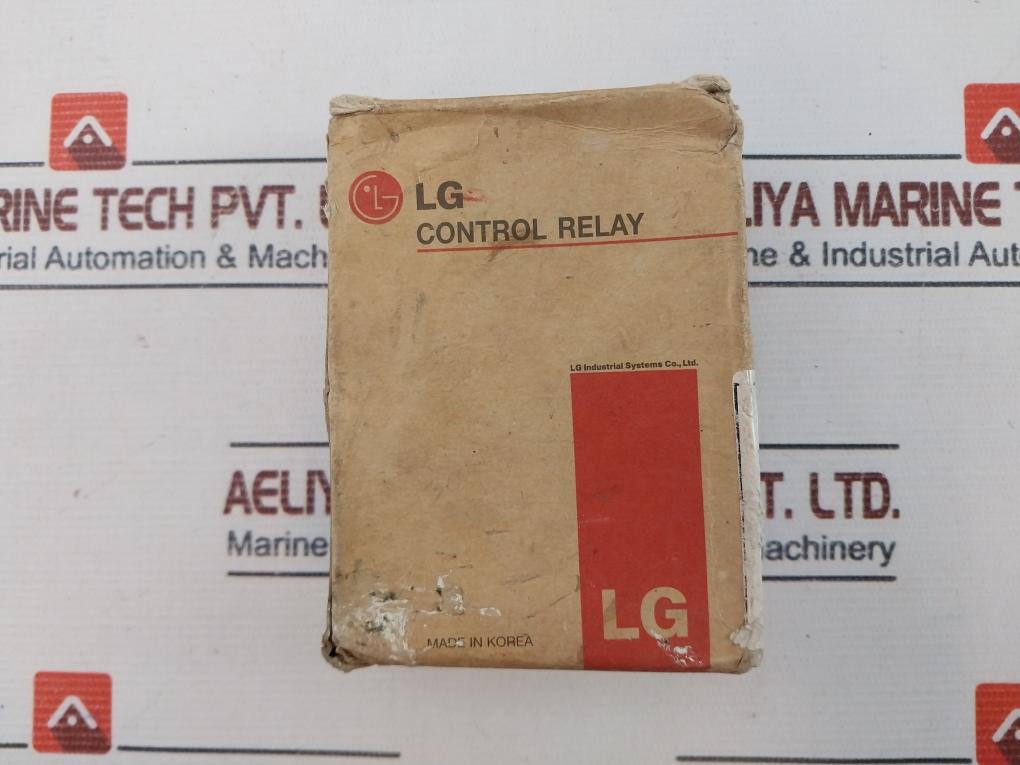 LG
CONTROL RELAY
LG Industrial Systems Co., Ltd.
LG
MADE IN KOREA
RINE TECH PVT.
rial Automation & Mach
IYA MARINE T
ne & Industrial Aut
AELIY
T. LTD.
Marine
achinery